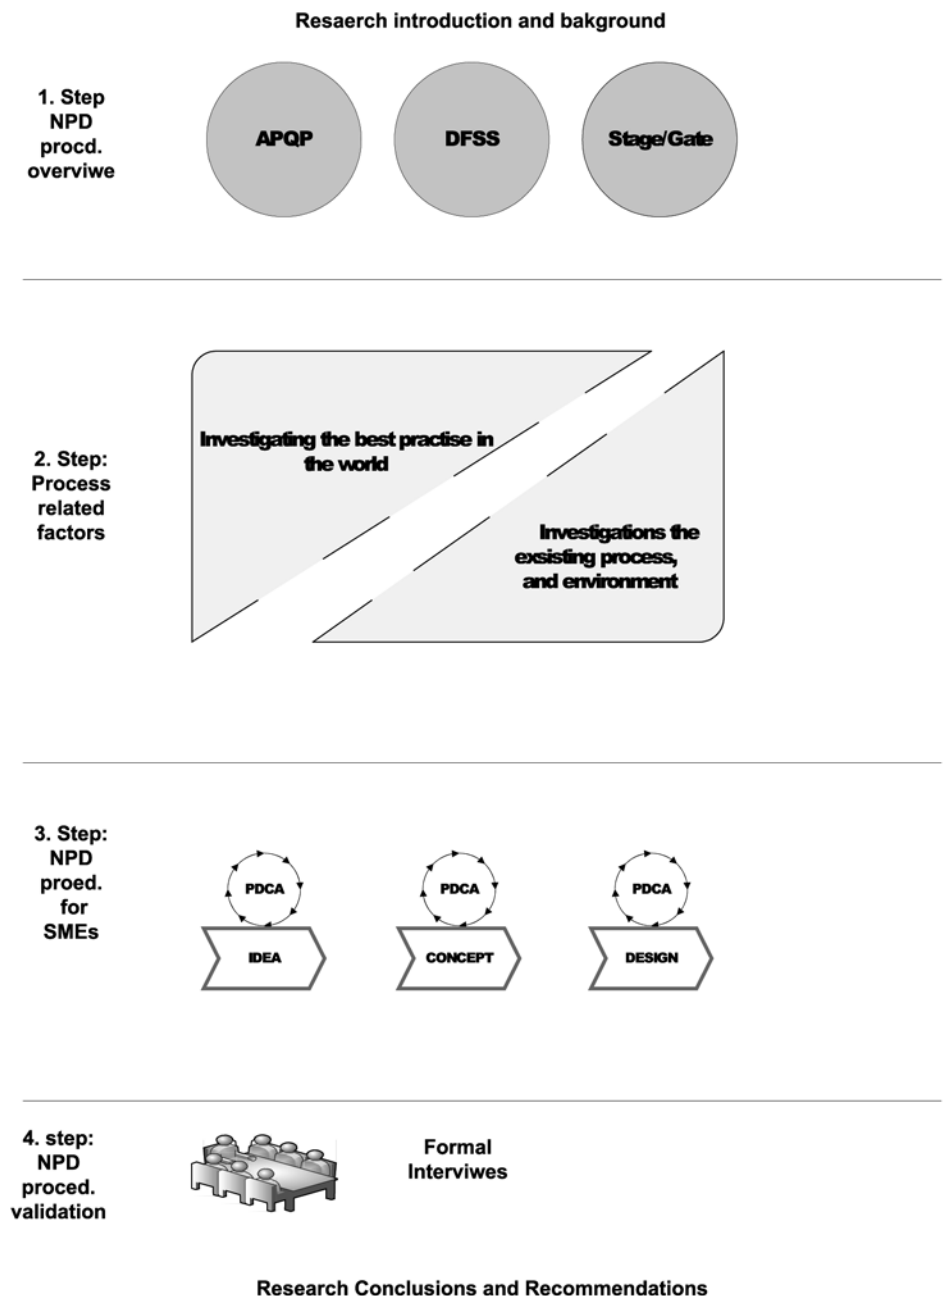 Resaerch introduction and bakground
1. Step
NPD
procd.
overviwe
APQP
DFSS
Stage/Gate
2. Step:
Process
related
factors
Investigating the best practise in
the world
Investigations the
exsisting process,
and environment
3. Step:
NPD
proed.
for
SMEs
PDCA
PDCA
PDCA
IDEA
CONCEPT
DESIGN
4. step:
NPD
proced.
validation
Formal
Interviwes
Research Conclusions and Recommendations